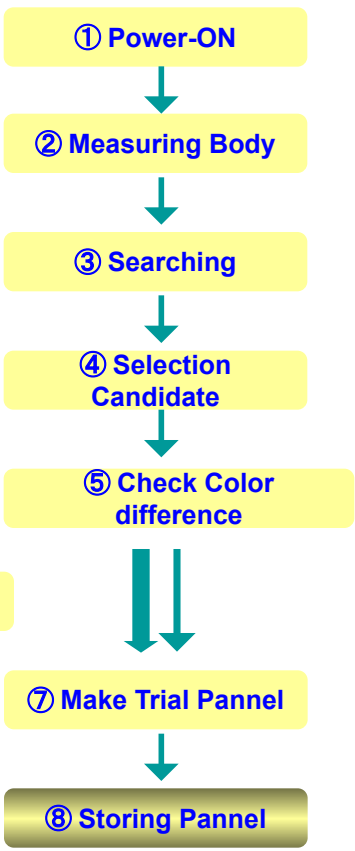 ① Power-ON
② Measuring Body
③ Searching
④ Selection
Candidate
⑤ Check Color
difference
⑦ Make Trial Pannel
⑧ Storing Pannel